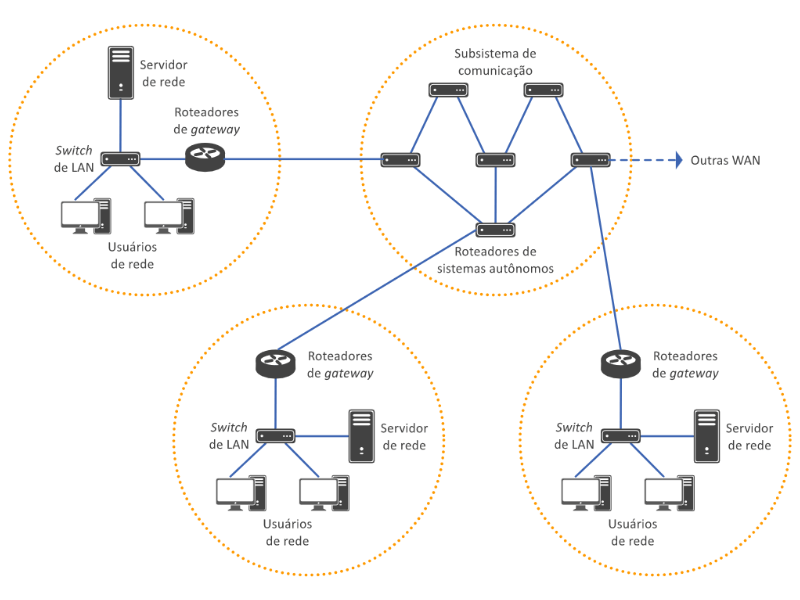 Servidor
de rede
Roteadores
de gateway
Switch
de LAN
Usuários
de rede
Subsistema de
comunicação
Outras WAN
Roteadores de
sistemas autônomos
Roteadores
de gateway
Switch
de LAN
Servidor
de rede
Usuários
de rede
Roteadores
de gateway
Switch
de LAN
Servidor
de rede
Usuários
de rede